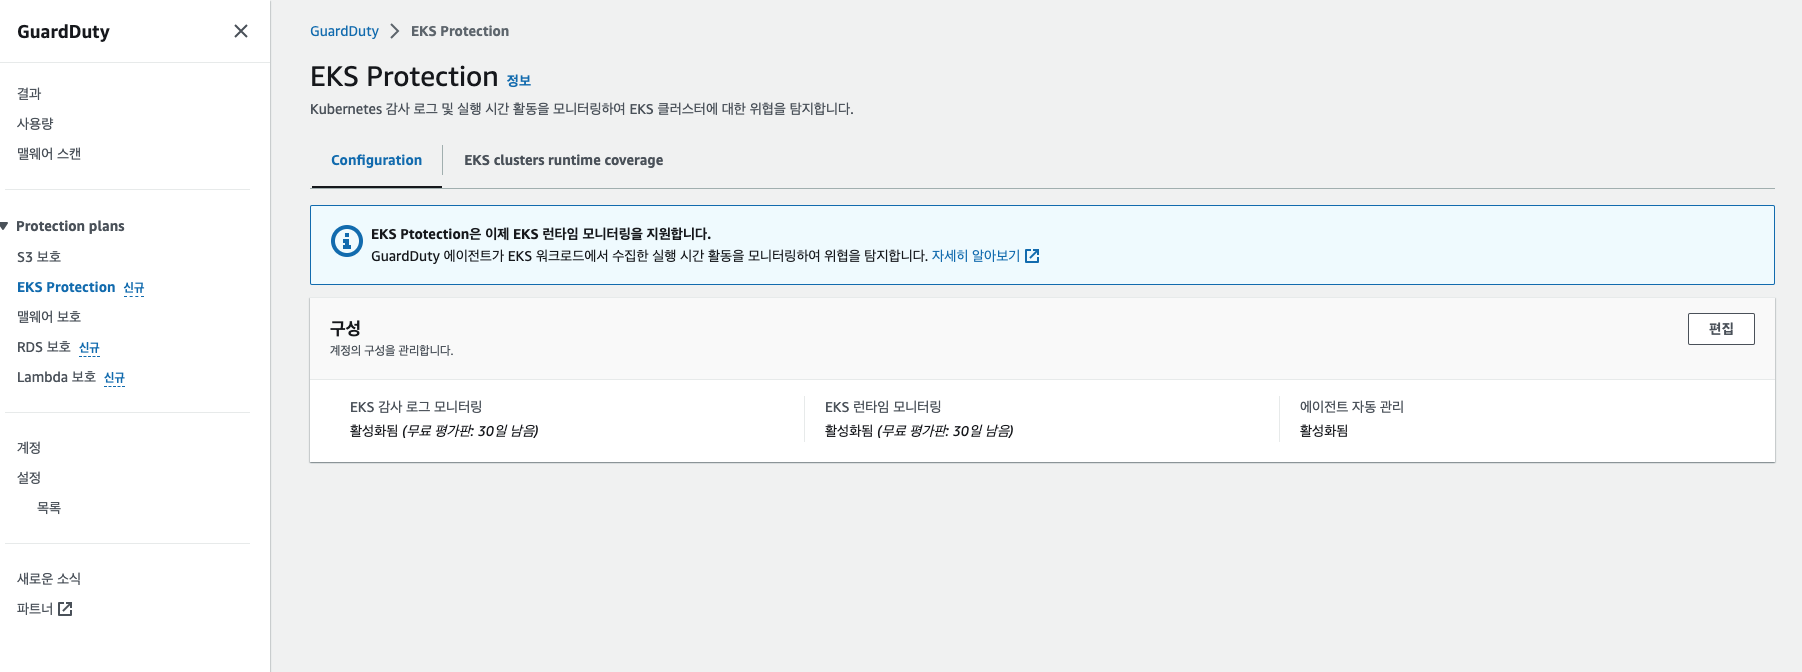 GuardDuty
결과
사용량
맬웨어 스캔
Protection plans
S3 보호
EKS Protection 신규
맬웨어 보호
RDS 보호 신규
Lambda 보호 신규
계정
설정
목록
새로운 소식
파트너
GuardDuty > EKS Protection
EKS Protection 정보
Kubernetes 감사 로그 및 실행 시간 활동을 모니터링하여 EKS 클러스터에 대한 위협을 탐지합니다.
Configuration EKS clusters runtime coverage
EKS Ptotection은 이제 EKS 런타임 모니터링을 지원합니다.
GuardDuty 에이전트가 EKS 워크로드에서 수집한 실행 시간 활동을 모니터링하여 위협을 탐지합니다. 자세히 알아보기
구성
계정의 구성을 관리합니다.
편집
EKS 감사 로그 모니터링
활성화됨 (무료 평가판: 30일 남음)
EKS 런타임 모니터링
활성화됨 (무료 평가판: 30일 남음)
에이전트 자동 관리
활성화됨